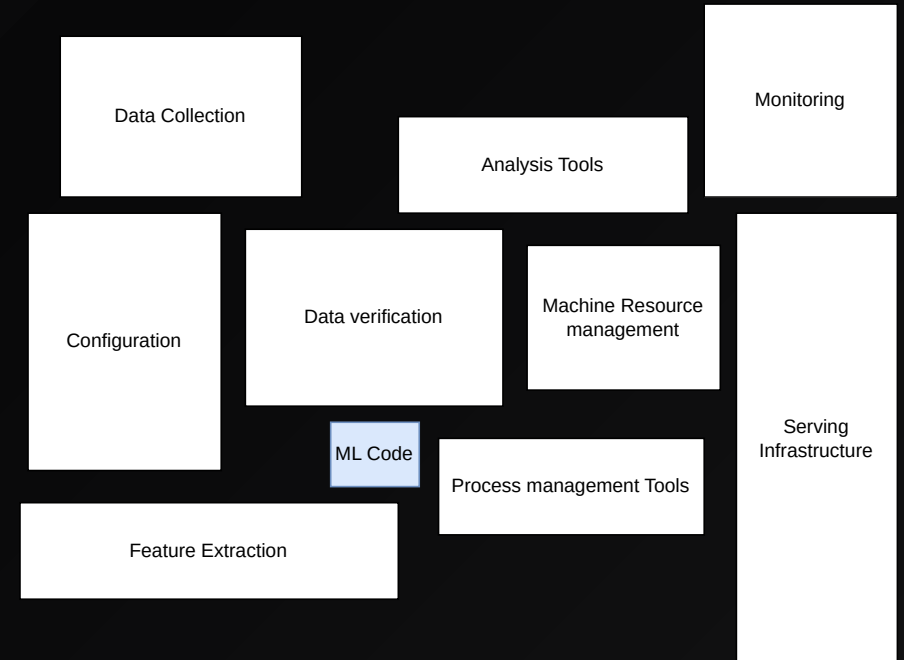 Data Collection
Monitoring
Analysis Tools
Configuration
Data verification
Machine Resource
management
Serving
Infrastructure
ML Code
Process management Tools
Feature Extraction